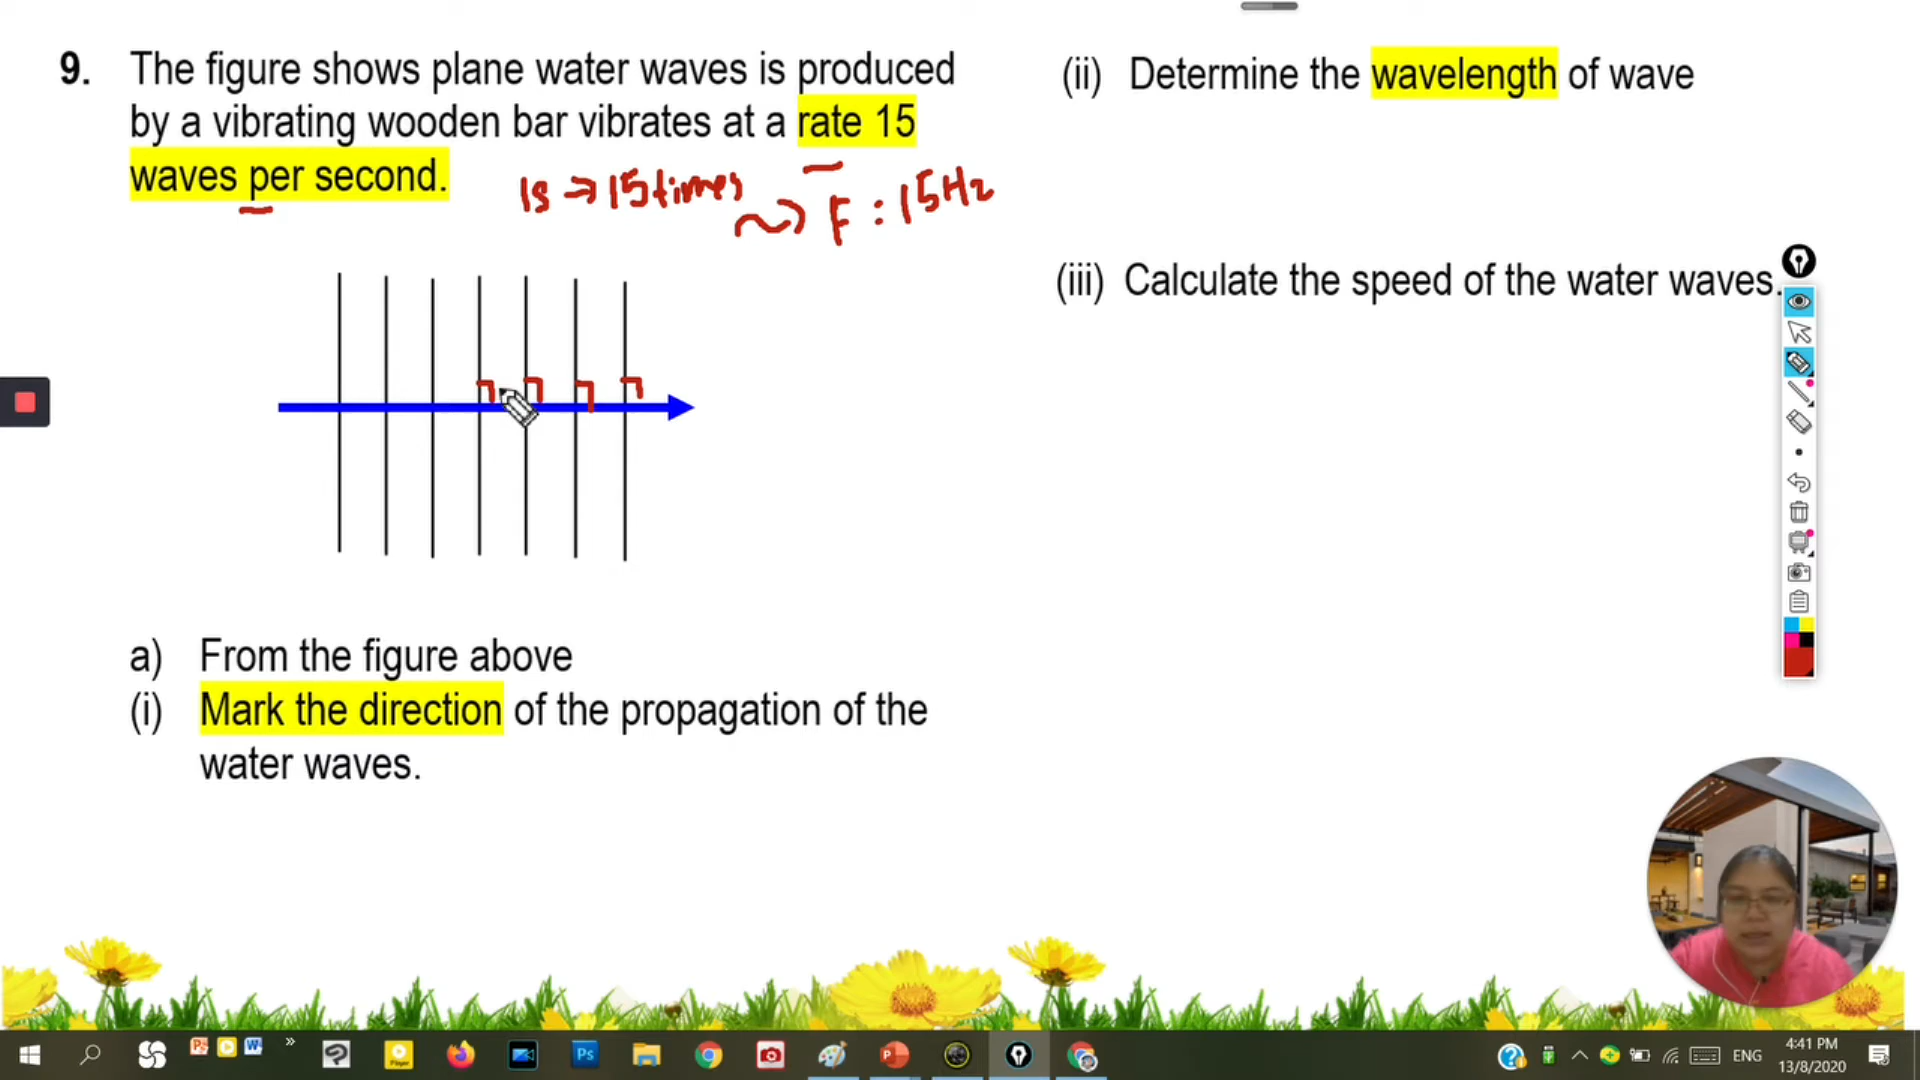 9. The figure shows plane water waves is produced
by a vibrating wooden bar vibrates at a rate 15
waves per second.
1s → 15 times
F : 15Hz
a) From the figure above
(i) Mark the direction of the propagation of the
water waves.
(ii) Determine the wavelength of wave
(iii) Calculate the speed of the water waves.
Ps
ENG
4:41 PM
13/8/2020